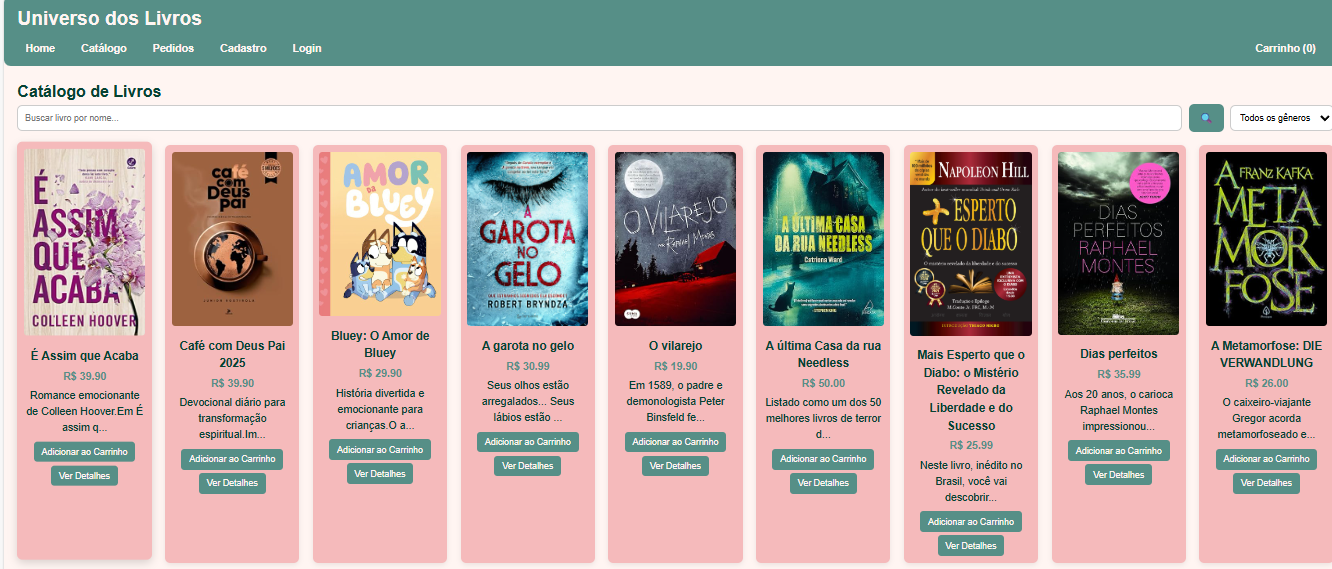 Universo dos Livros
Home Catálogo Pedidos Cadastro Login Carrinho (0)
Catálogo de Livros
Buscar livro por nome... Todos os gêneros
É
ASSIM
QUE
ACABA
COLLEEN HOOVER
É Assim que Acaba
R$ 39.90
Romance emocionante
de Colleen Hoover.Em É
assim q...
Adicionar ao Carrinho
Ver Detalhes
café
com
Deus
pai
JUNIOR ROSTIROLA
Café com Deus Pai
2025
R$ 39.90
Devocional diário para
transformação
espiritual.Im...
Adicionar ao Carrinho
Ver Detalhes
AMOR
DA
BLUEY
Bluey: O Amor de
Bluey
R$ 29.90
História divertida e
emocionante para
crianças.O a...
Adicionar ao Carrinho
Ver Detalhes
A
GAROTA
NO
GELO
ROBERT BRYNDZA
A garota no gelo
R$ 30.99
Seus olhos estão
arregalados... Seus
lábios estão ...
Adicionar ao Carrinho
Ver Detalhes
O VILAREJO
POR RAPHAEL MONTES
O vilarejo
R$ 19.90
Em 1589, o padre e
demonologista Peter
Binsfeld fe...
Adicionar ao Carrinho
Ver Detalhes
A ÚLTIMA CASA
DA RUA NEEDLESS
Catriona Ward
A última Casa da rua
Needless
R$ 50.00
Listado como um dos 50
melhores livros de terror
d...
Adicionar ao Carrinho
Ver Detalhes
NAPOLEON HILL
+ ESPERTO
QUE O DIABO
O mistério revelado da liberdade e do sucesso
Mais Esperto que o
Diabo: o Mistério
Revelado da
Liberdade e do
Sucesso
R$ 25.99
Neste livro, inédito no
Brasil, você vai
descobrir...
Adicionar ao Carrinho
Ver Detalhes
DIAS
PERFEITOS
RAPHAEL
MONTES
Dias perfeitos
R$ 35.99
Aos 20 anos, o carioca
Raphael Montes
impressionou...
Adicionar ao Carrinho
Ver Detalhes
FRANZ KAFKA
A
METAMORFOSE
A Metamorfose: DIE
VERWANDLUNG
R$ 26.00
O caixeiro-viajante
Gregor acorda
metamorfoseado e...
Adicionar ao Carrinho
Ver Detalhes